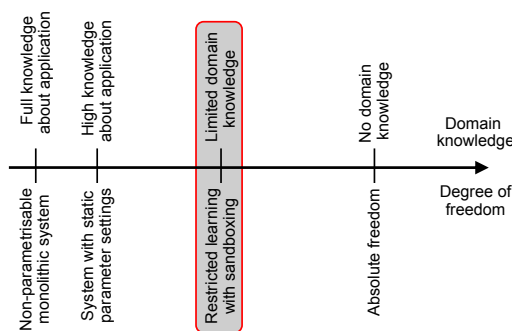 Full knowledge
about application
High knowledge
about application
Limited domain
knowledge
No domain
knowledge
Domain
knowledge
Non-parametrisable
monolithic system
System with static
parameter settings
Restricted learning
with sandboxing
Absolute freedom
Degree of
freedom